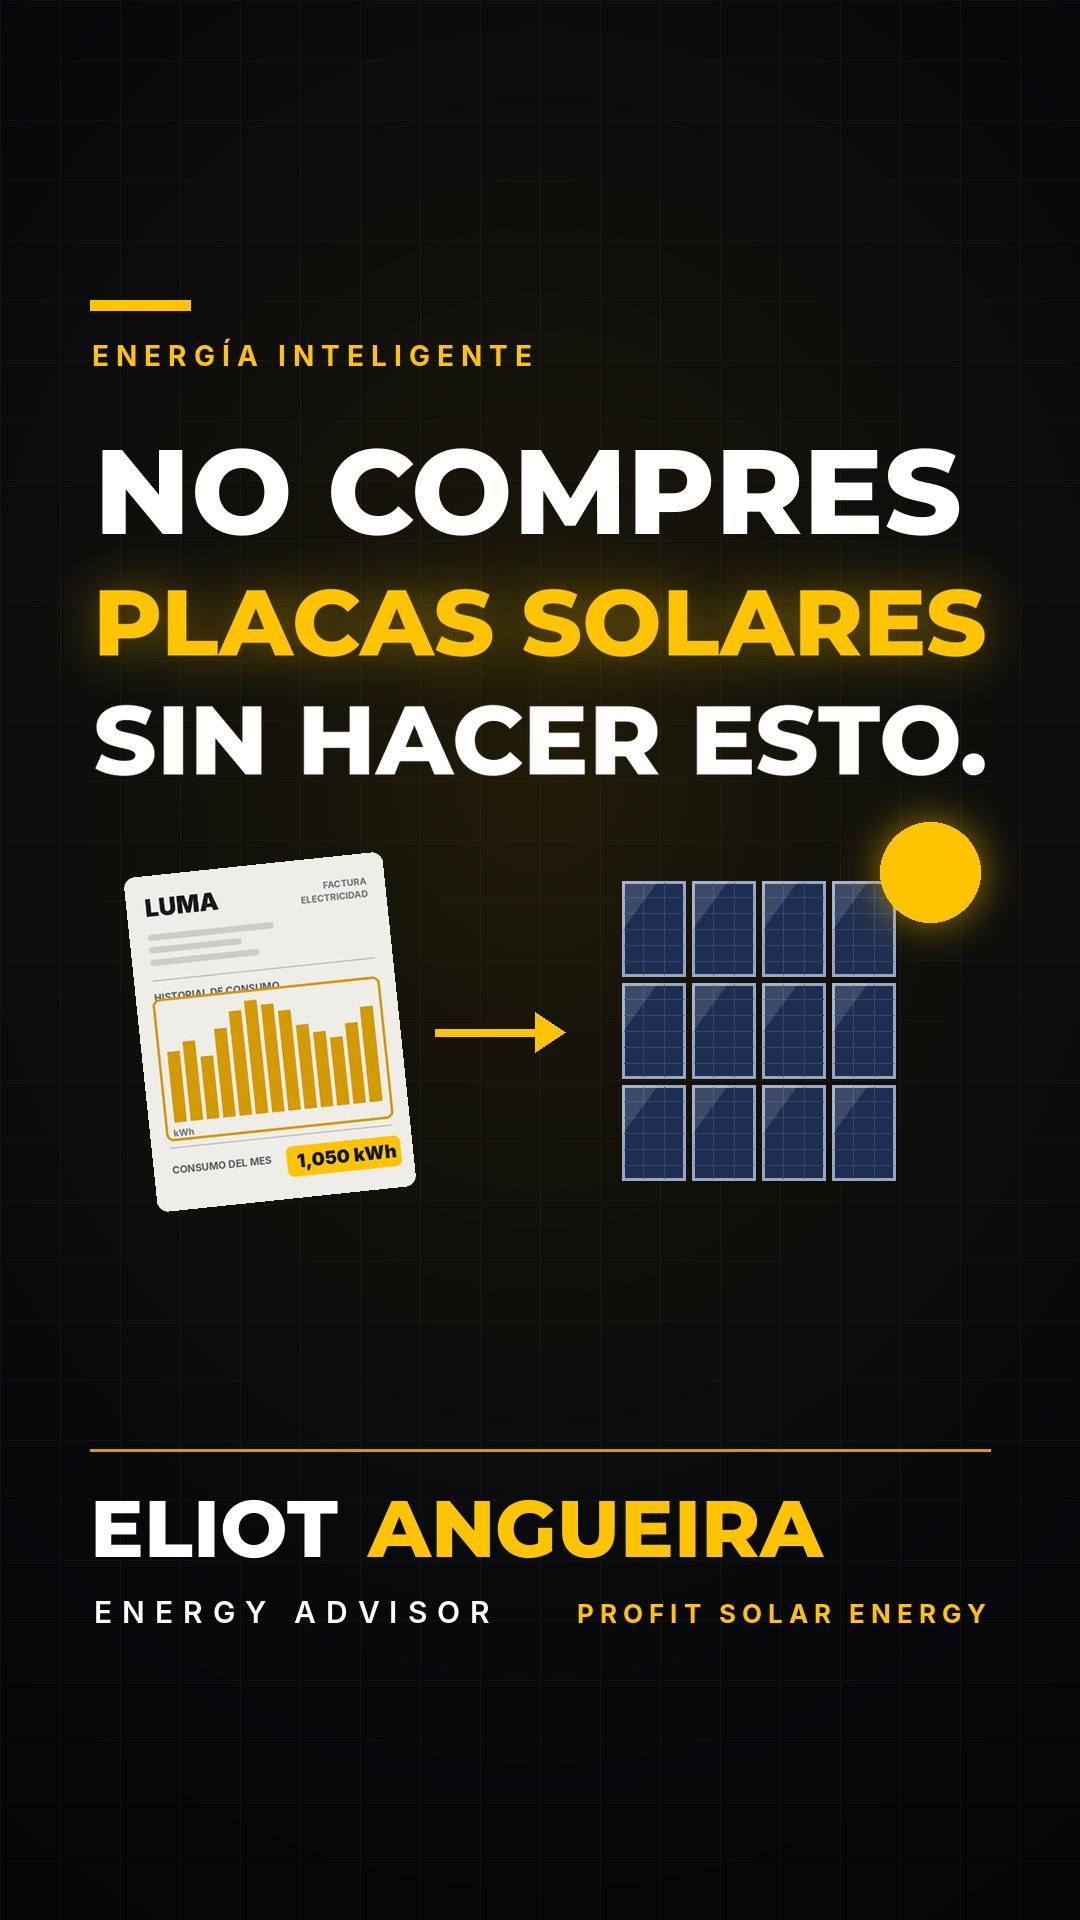 ENERGÍA INTELIGENTE
NO COMPRES
PLACAS SOLARES
SIN HACER ESTO.
LUMA
FACTURA
ELECTRICIDAD
HISTORIAL DE CONSUMO
kWh
CONSUMO DEL MES
1,050 kWh
ELIOT ANGUEIRA
ENERGY ADVISOR
PROFIT SOLAR ENERGY